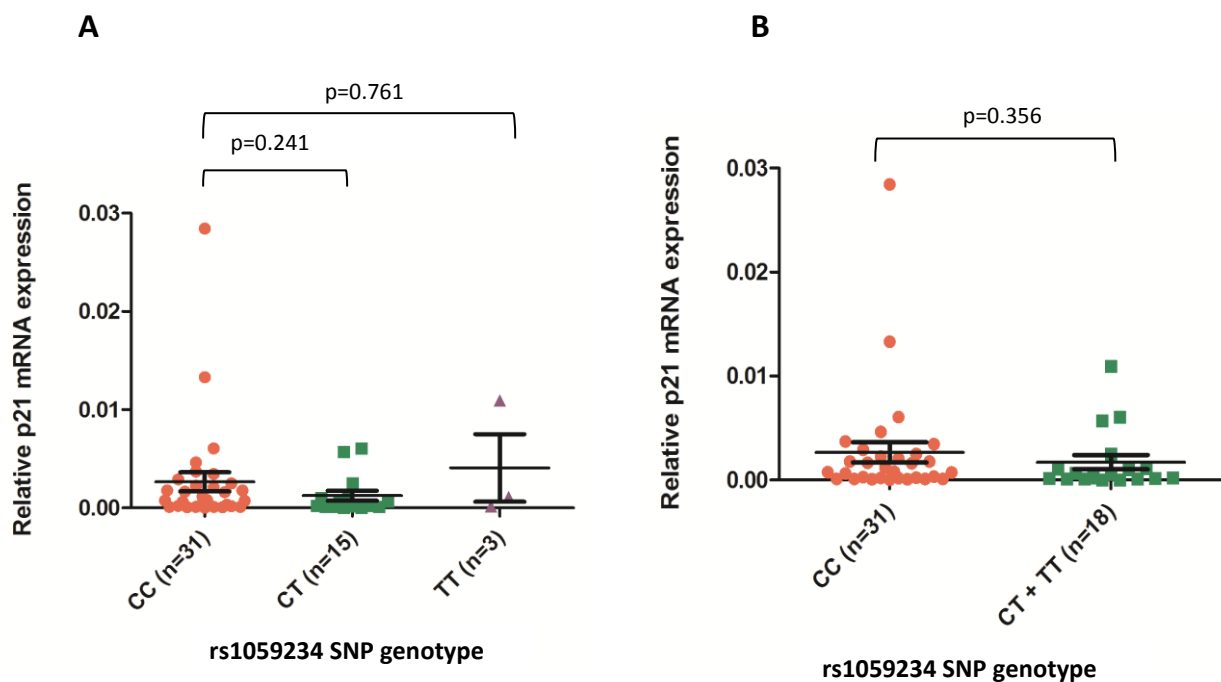 A
p=0.761
p=0.241
Relative p21 mRNA expression
0.03
0.02
0.01
0.00
CC (n=31)
CT (n=15)
TT (n=3)
rs1059234 SNP genotype
B
p=0.356
Relative p21 mRNA expression
0.03
0.02
0.01
0.00
CC (n=31)
CT + TT (n=18)
rs1059234 SNP genotype